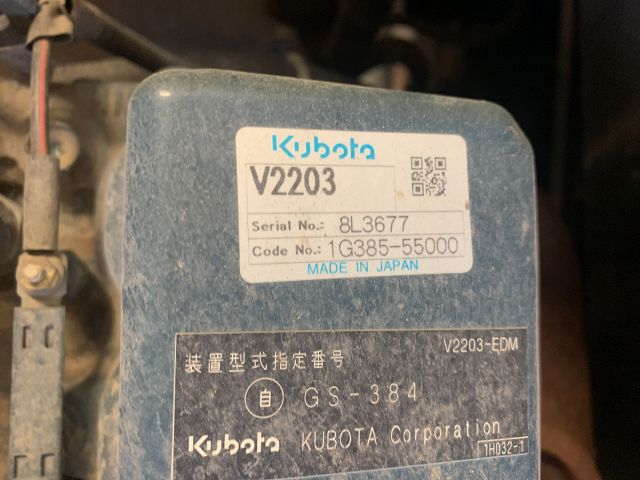 Kubota
V2203
Serial No.: 8L3677
Code No.: 1G385-55000
MADE IN JAPAN
V2203-EDM
装置型式指定番号
自 GS-384
Kubota KUBOTA Corporation
1H032-1